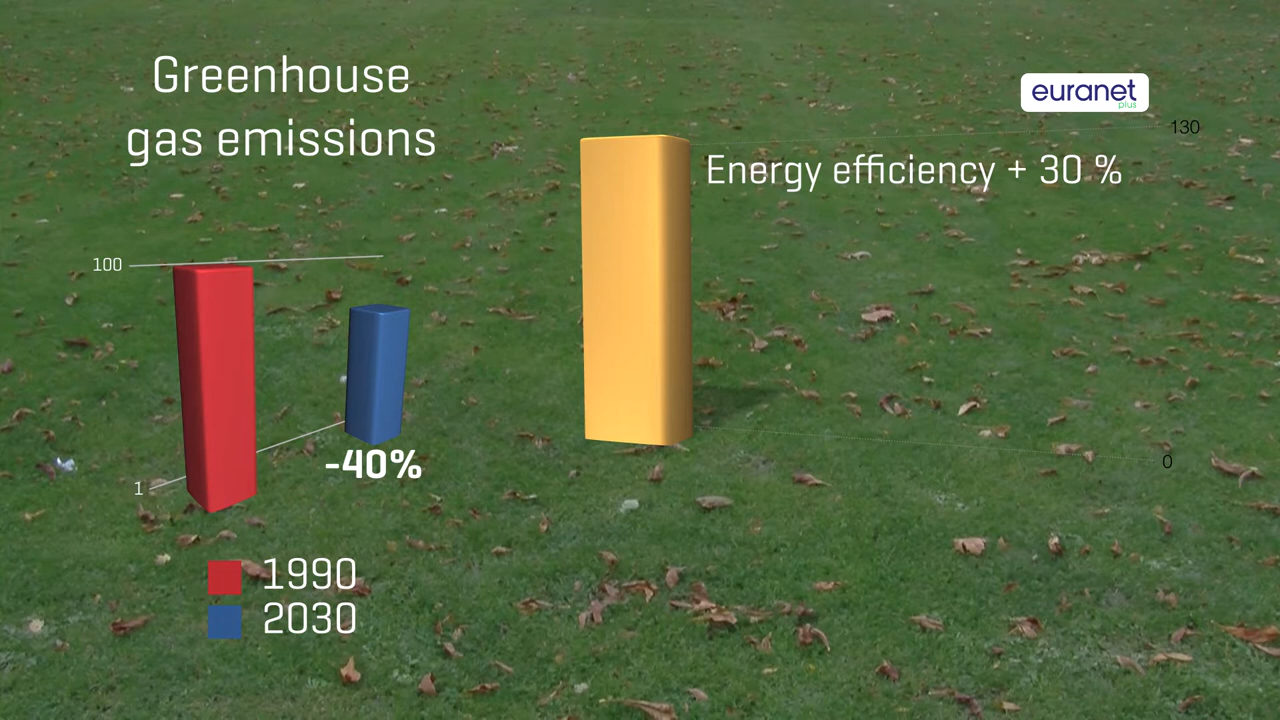 Greenhouse
gas emissions
100
1
-40%
1990
2030
euranet
plus
130
Energy efficiency + 30 %
0